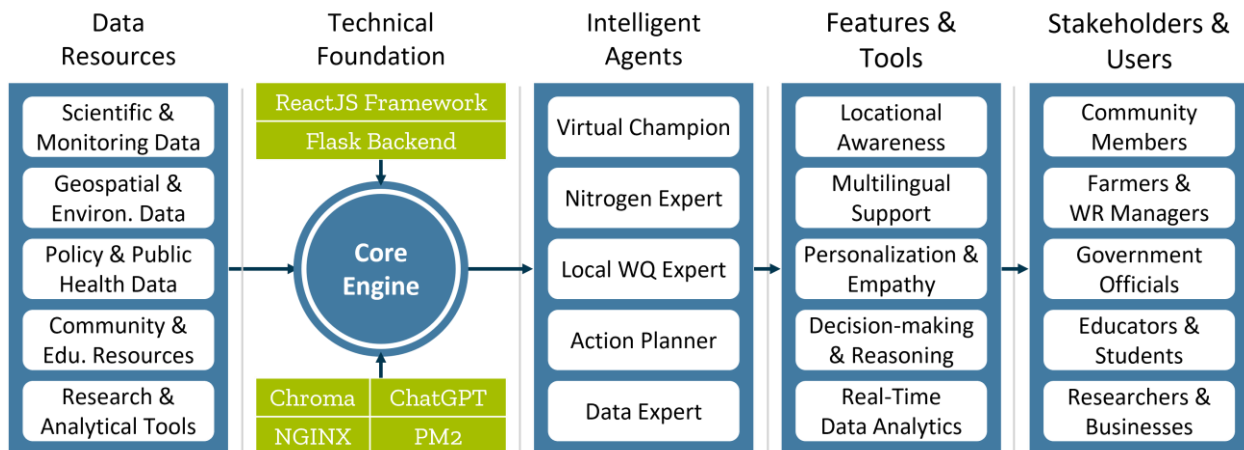 Data
Resources
Scientific &
Monitoring Data
Geospatial &
Environ. Data
Policy & Public
Health Data
Community &
Edu. Resources
Research &
Analytical Tools
Technical
Foundation
ReactJS Framework
Flask Backend
Core
Engine
Chroma
ChatGPT
NGINX
PM2
Intelligent
Agents
Virtual Champion
Nitrogen Expert
Local WQ Expert
Action Planner
Data Expert
Features &
Tools
Locational
Awareness
Multilingual
Support
Personalization &
Empathy
Decision-making
& Reasoning
Real-Time
Data Analytics
Stakeholders &
Users
Community
Members
Farmers &
WR Managers
Government
Officials
Educators &
Students
Researchers &
Businesses